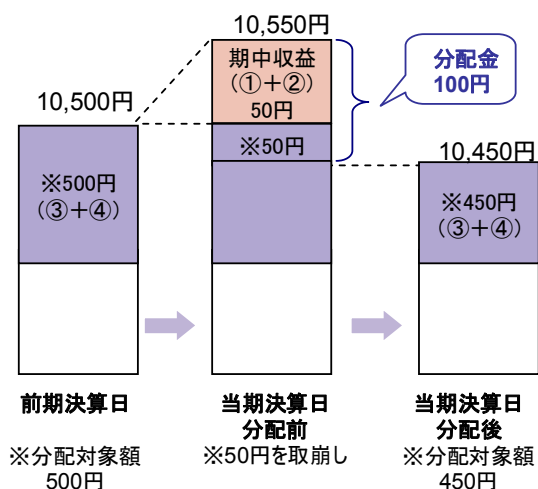 10,550円
期中収益
(①+②)
50円
分配金
100円
10,500円
※50円
10,450円
※500円
(③+④)
※450円
(③+④)
前期決算日
当期決算日
分配前
当期決算日
分配後
※分配対象額
500円
※50円を取崩し
※分配対象額
450円